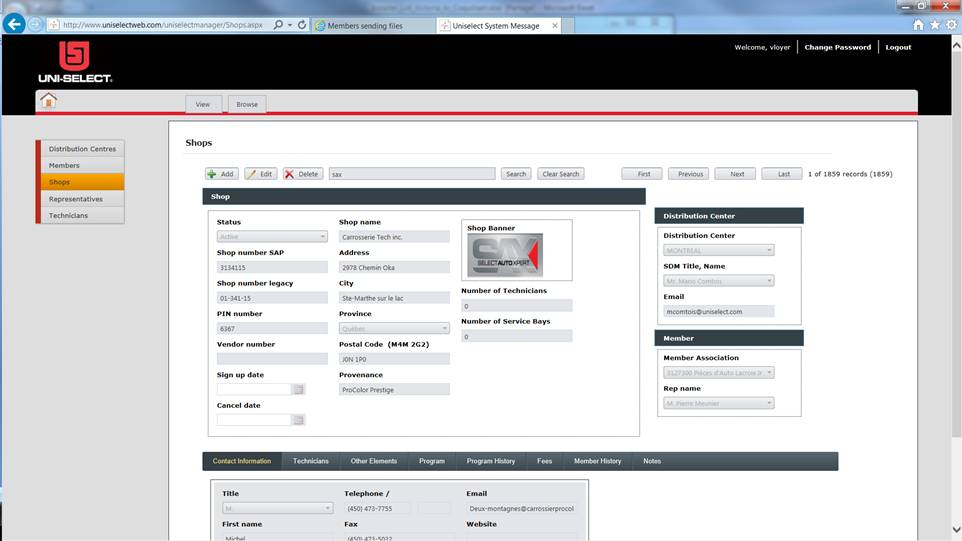 http://www.uniselectweb.com/uniselectmanager/Shops.aspx
Members sending files
Uniselect System Message
UNI-SELECT
Welcome, vloyer
Change Password
Logout
View
Browse
Distribution Centres
Members
Shops
Representatives
Technicians
Shops
Add
Edit
Delete
sax
Search
Clear Search
First
Previous
Next
Last
1 of 1859 records (1859)
Shop
Status
Active
Shop number SAP
3134115
Shop number legacy
01-341-15
PIN number
6367
Vendor number
Sign up date
Cancel date
Shop name
Carrosserie Tech inc.
Address
2978 Chemin Oka
City
Ste-Marthe sur le lac
Province
Québec
Postal Code (M4M 2G2)
J0N 1P0
Provenance
ProColor Prestige
Shop Banner
SAX
SELECTAUTOXPERT
Number of Technicians
0
Number of Service Bays
0
Distribution Center
Distribution Center
MONTREAL
SDM Title, Name
Mr. Mario Comtois
Email
mcomtois@uniselect.com
Member
Member Association
3127300 Pièces d'Auto Lacroix
Rep name
M. Pierre Meunier
Contact Information
Technicians
Other Elements
Program
Program History
Fees
Member History
Notes
Title
M.
Telephone /
(450) 473-7755
Email
Deux-montagnes@carrossierprocol
First name
Michel
Fax
(450) 473-5022
Website